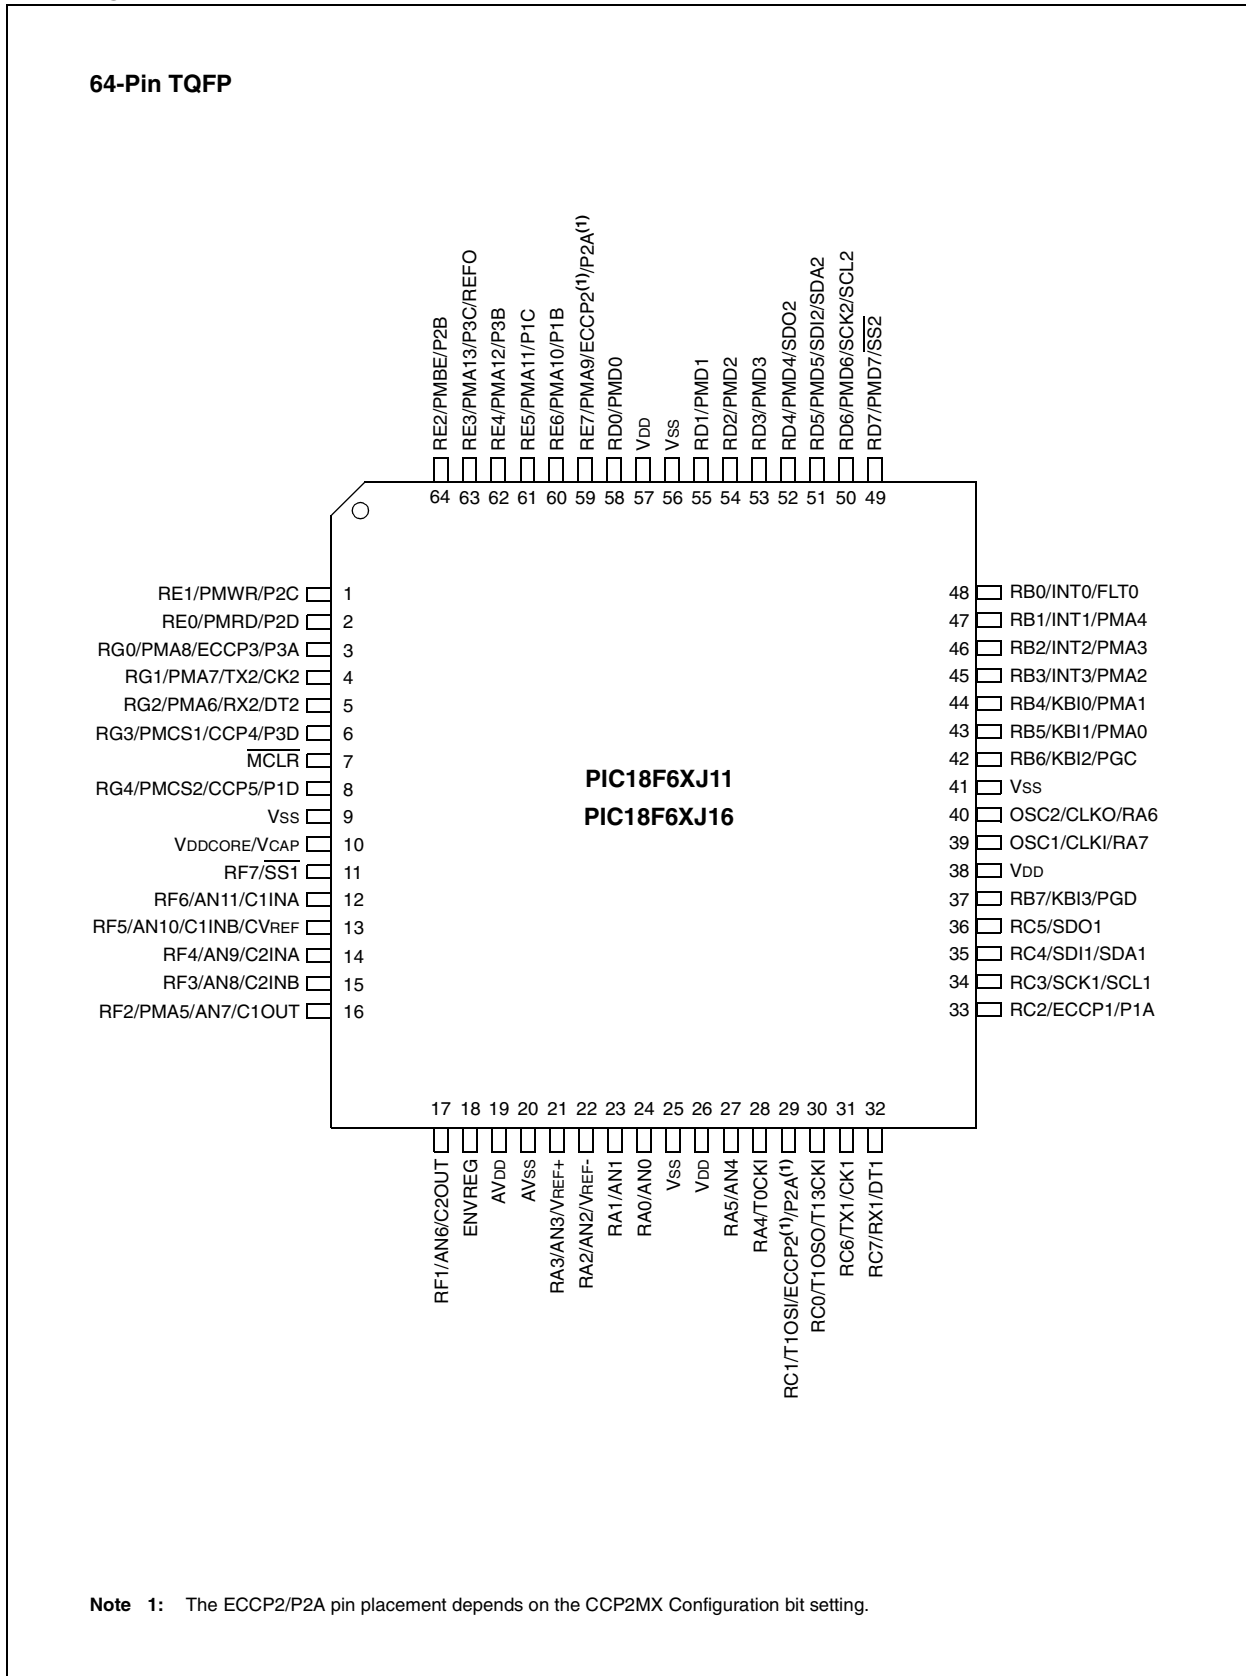 64-Pin TQFP
RE2/PMBE/P2B
RE3/PMA13/P3C/REFO
RE4/PMA12/P3B
RE5/PMA11/P1C
RE6/PMA10/P1B
RE7/PMA9/ECCP2(1)/P2A(1)
RD0/PMD0
VDD
VSS
RD1/PMD1
RD2/PMD2
RD3/PMD3
RD4/PMD4/SDO2
RD5/PMD5/SDI2/SDA2
RD6/PMD6/SCK2/SCL2
RD7/PMD7/S̅S̅2̅
64 63 62 61 60 59 58 57 56 55 54 53 52 51 50 49
RE1/PMWR/P2C 1
RE0/PMRD/P2D 2
RG0/PMA8/ECCP3/P3A 3
RG1/PMA7/TX2/CK2 4
RG2/PMA6/RX2/DT2 5
RG3/PMCS1/CCP4/P3D 6
M̅C̅L̅R̅ 7
RG4/PMCS2/CCP5/P1D 8
VSS 9
VDDCORE/VCAP 10
RF7/S̅S̅1̅ 11
RF6/AN11/C1INA 12
RF5/AN10/C1INB/CVREF 13
RF4/AN9/C2INA 14
RF3/AN8/C2INB 15
RF2/PMA5/AN7/C1OUT 16
PIC18F6XJ11
PIC18F6XJ16
48 RB0/INT0/FLT0
47 RB1/INT1/PMA4
46 RB2/INT2/PMA3
45 RB3/INT3/PMA2
44 RB4/KBI0/PMA1
43 RB5/KBI1/PMA0
42 RB6/KBI2/PGC
41 VSS
40 OSC2/CLKO/RA6
39 OSC1/CLKI/RA7
38 VDD
37 RB7/KBI3/PGD
36 RC5/SDO1
35 RC4/SDI1/SDA1
34 RC3/SCK1/SCL1
33 RC2/ECCP1/P1A
17 18 19 20 21 22 23 24 25 26 27 28 29 30 31 32
RF1/AN6/C2OUT
ENVREG
AVDD
AVSS
RA3/AN3/VREF+
RA2/AN2/VREF-
RA1/AN1
RA0/AN0
VSS
VDD
RA5/AN4
RA4/T0CKI
RC1/T1OSI/ECCP2(1)/P2A(1)
RC0/T1OSO/T13CKI
RC6/TX1/CK1
RC7/RX1/DT1
Note 1: The ECCP2/P2A pin placement depends on the CCP2MX Configuration bit setting.